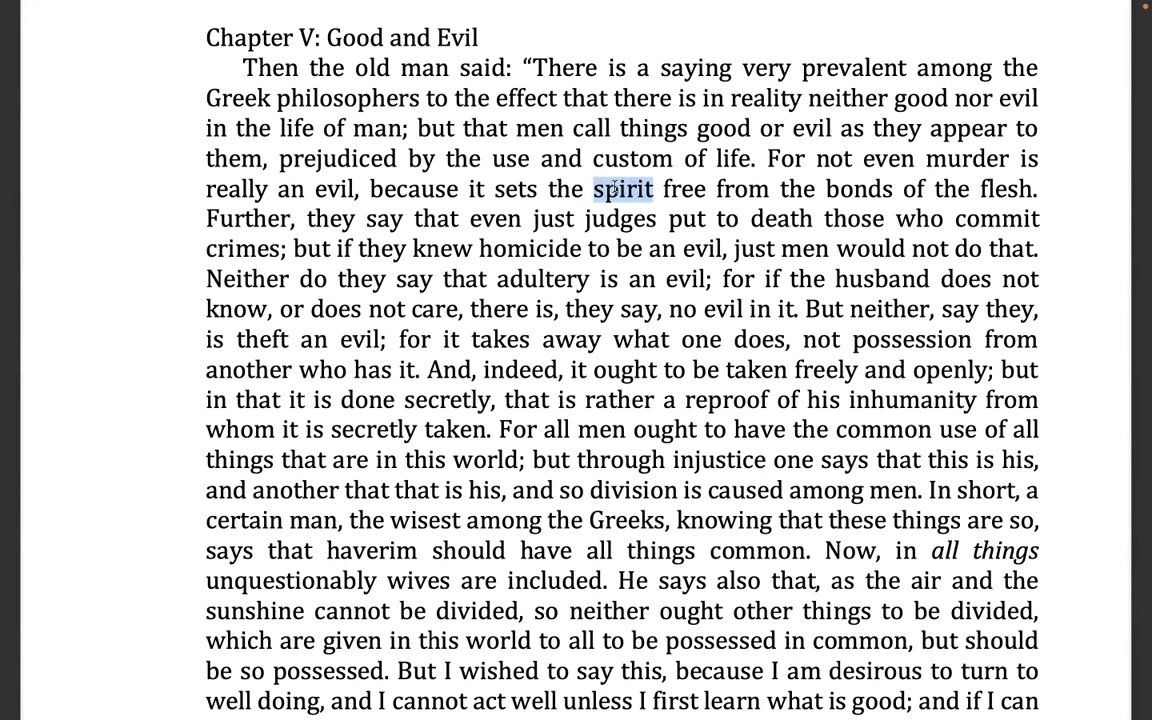 Chapter V: Good and Evil
Then the old man said: “There is a saying very prevalent among the
Greek philosophers to the effect that there is in reality neither good nor evil
in the life of man; but that men call things good or evil as they appear to
them, prejudiced by the use and custom of life. For not even murder is
really an evil, because it sets the spirit free from the bonds of the flesh.
Further, they say that even just judges put to death those who commit
crimes; but if they knew homicide to be an evil, just men would not do that.
Neither do they say that adultery is an evil; for if the husband does not
know, or does not care, there is, they say, no evil in it. But neither, say they,
is theft an evil; for it takes away what one does, not possession from
another who has it. And, indeed, it ought to be taken freely and openly; but
in that it is done secretly, that is rather a reproof of his inhumanity from
whom it is secretly taken. For all men ought to have the common use of all
things that are in this world; but through injustice one says that this is his,
and another that that is his, and so division is caused among men. In short, a
certain man, the wisest among the Greeks, knowing that these things are so,
says that haverim should have all things common. Now, in all things
unquestionably wives are included. He says also that, as the air and the
sunshine cannot be divided, so neither ought other things to be divided,
which are given in this world to all to be possessed in common, but should
be so possessed. But I wished to say this, because I am desirous to turn to
well doing, and I cannot act well unless I first learn what is good; and if I can